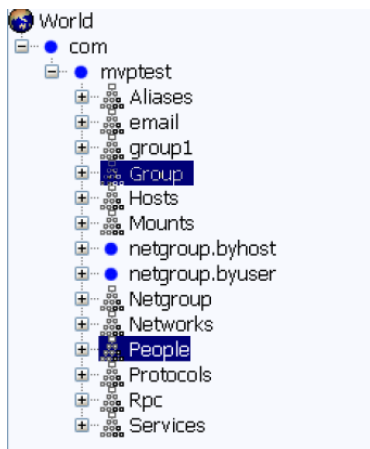 World
com
mvptest
Aliases
email
group1
Group
Hosts
Mounts
netgroup.byhost
netgroup.byuser
Netgroup
Networks
People
Protocols
Rpc
Services